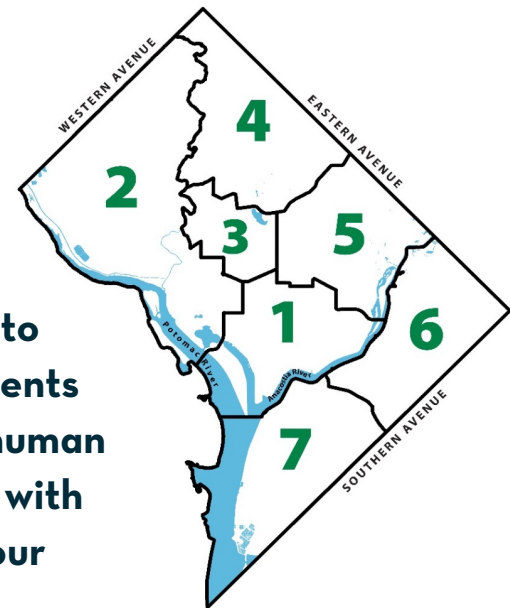 WESTERN AVENUE
EASTERN AVENUE
4
2
3
5
1
6
Potomac River
Anacostia River
7
SOUTHERN AVENUE
to
ents
human
with
our